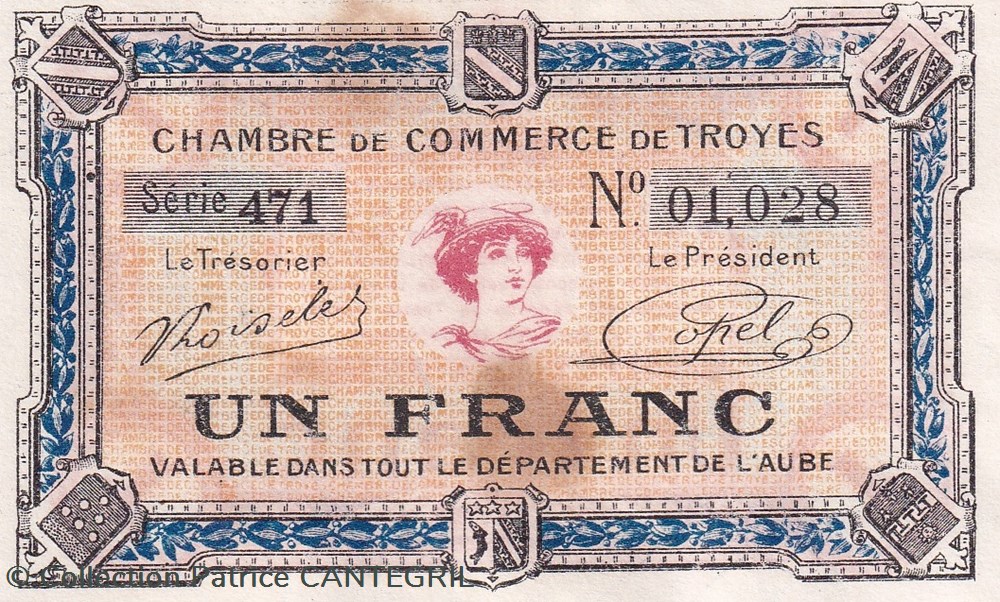 CHAMBRE DE COMMERCE DE TROYES
Série 471 No. 01,028
Le Trésorier Le Président
UN FRANC
VALABLE DANS TOUT LE DÉPARTEMENT DE L'AUBE
© Collection Patrice CANTEGRIL